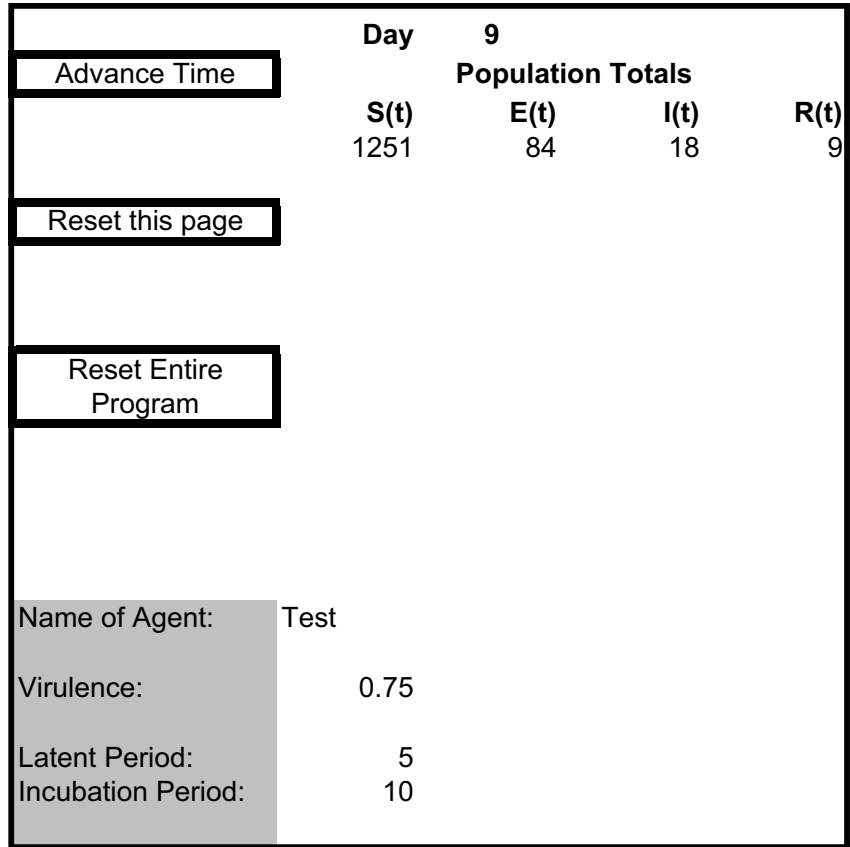 Day 9
Advance Time Population Totals
S(t) E(t) I(t) R(t)
1251 84 18 9
Reset this page
Reset Entire
Program
Name of Agent: Test
Virulence: 0.75
Latent Period: 5
Incubation Period: 10